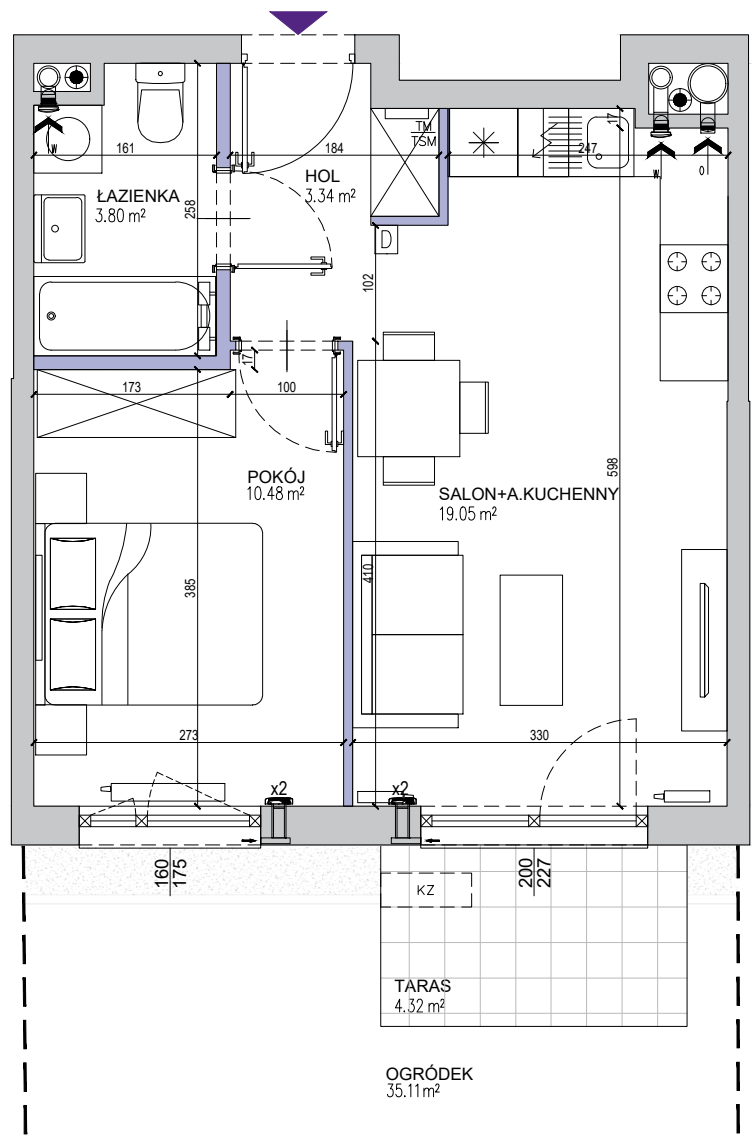 17
TM
TSM
161
184
247
HOL
3.34 m²
W
W
O
ŁAZIENKA
3.80 m²
258
D
102
17
173
100
POKÓJ
10.48 m²
598
SALON+A.KUCHENNY
19.05 m²
385
410
273
330
x2
x2
160
175
200
227
KZ
TARAS
4.32 m²
OGRÓDEK
35.11 m²